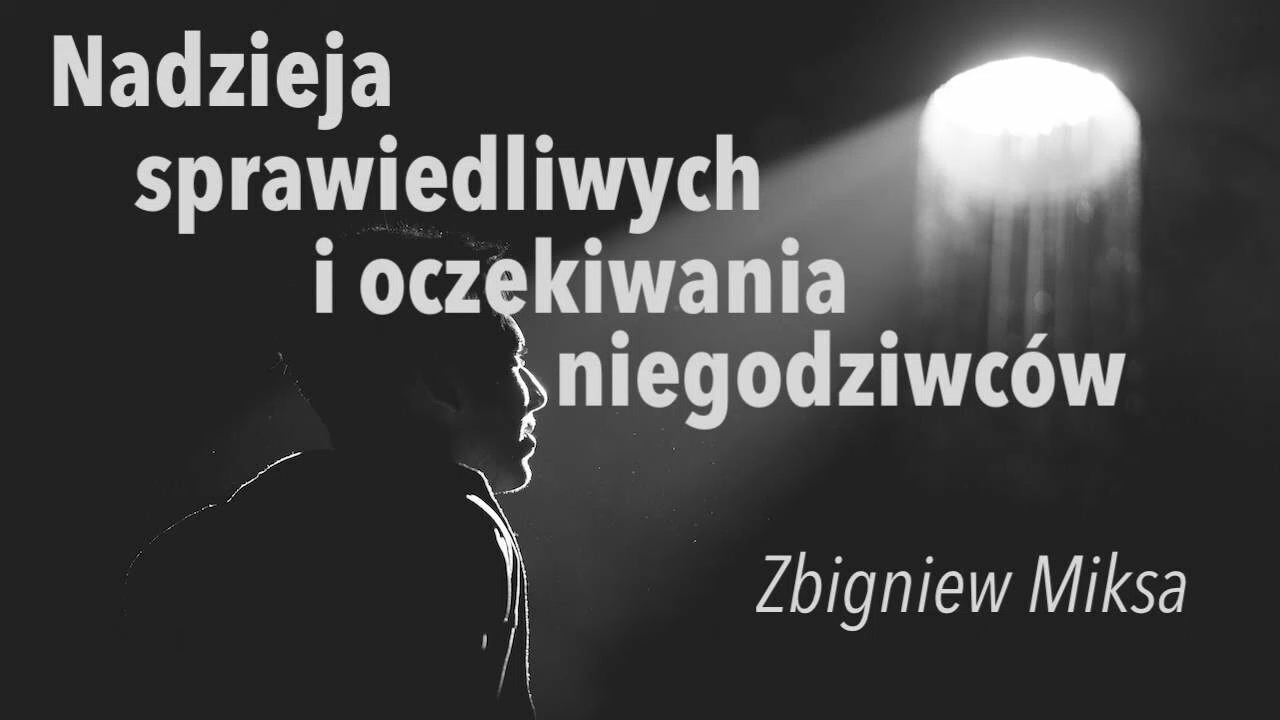 Nadzieja
sprawiedliwych
i oczekiwania
niegodziwców
Zbigniew Miksa